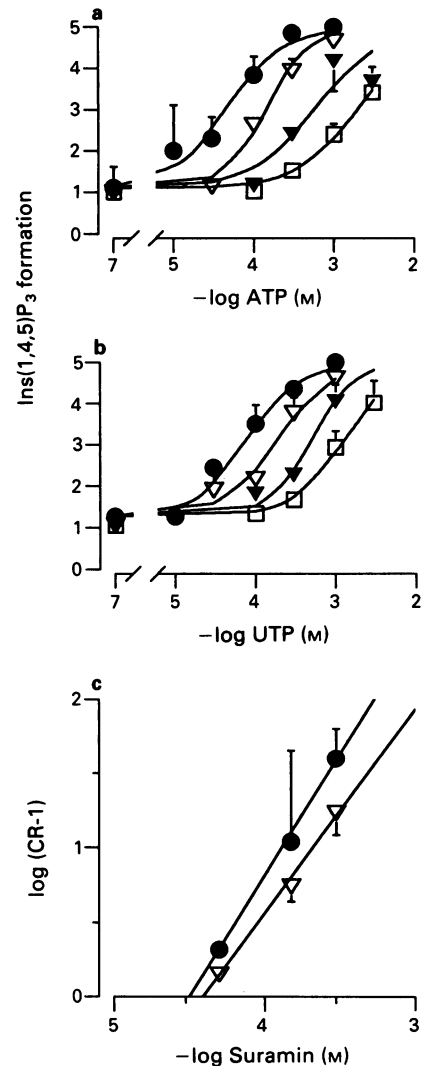 a
5
4
3
2
1
0
7 5 4 3 2
−log ATP (M)
Ins(1,4,5)P3 formation
b
5
4
3
2
1
0
7 5 4 3 2
−log UTP (M)
c
2
1
0
log (CR-1)
5 4 3
−log Suramin (M)